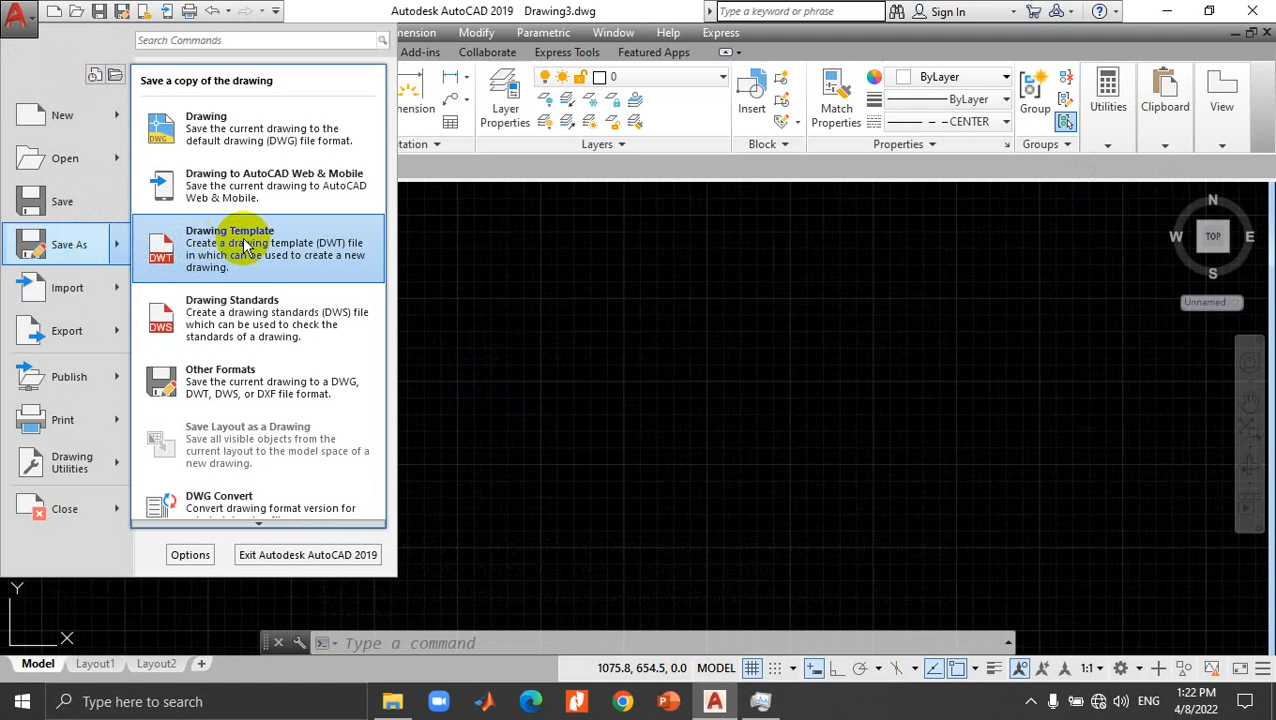 Autodesk AutoCAD 2019 Drawing3.dwg
Type a keyword or phrase
Sign In
Search Commands
mension Modify Parametric Window Help Express
Add-ins Collaborate Express Tools Featured Apps
Save a copy of the drawing
New
Open
Save
Save As
Import
Export
Publish
Print
Drawing
Utilities
Close
Drawing
Save the current drawing to the
default drawing (DWG) file format.
DWG
Drawing to AutoCAD Web & Mobile
Save the current drawing to AutoCAD
Web & Mobile.
Drawing Template
Create a drawing template (DWT) file
in which can be used to create a new
drawing.
DWT
Drawing Standards
Create a drawing standards (DWS) file
which can be used to check the
standards of a drawing.
DWS
Other Formats
Save the current drawing to a DWG,
DWT, DWS, or DXF file format.
Save Layout as a Drawing
Save all visible objects from the
current layout to the model space of a
new drawing.
DWG Convert
Convert drawing format version for
Options
Exit Autodesk AutoCAD 2019
mension
Layer
Properties
0
Insert
Match
Properties
ByLayer
ByLayer
CENTER
Group
Utilities
Clipboard
View
otation
Layers
Block
Properties
Groups
N
W
TOP
E
S
Unnamed
Y
X
Type a command
Model Layout1 Layout2 +
1075.8, 654.5, 0.0 MODEL
1:1
Type here to search
ENG
1:22 PM
4/8/2022